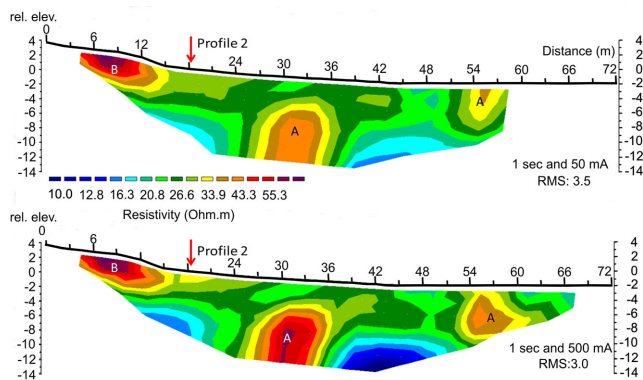 rel. elev.
0 6 12 18 24 30 36 42 48 54 60 66 72
Profile 2
Distance (m)
4 2 0 -2 -4 -6 -8 -10 -12 -14
B
A
A
4 2 0 -2 -4 -6 -8 -10 -12 -14
1 sec and 50 mA
RMS: 3.5
10.0 12.8 16.3 20.8 26.6 33.9 43.3 55.3
Resistivity (Ohm.m)
rel. elev.
0 6 12 18 24 30 36 42 48 54 60 66 72
Profile 2
4 2 0 -2 -4 -6 -8 -10 -12 -14
B
A
A
4 2 0 -2 -4 -6 -8 -10 -12 -14
1 sec and 500 mA
RMS:3.0